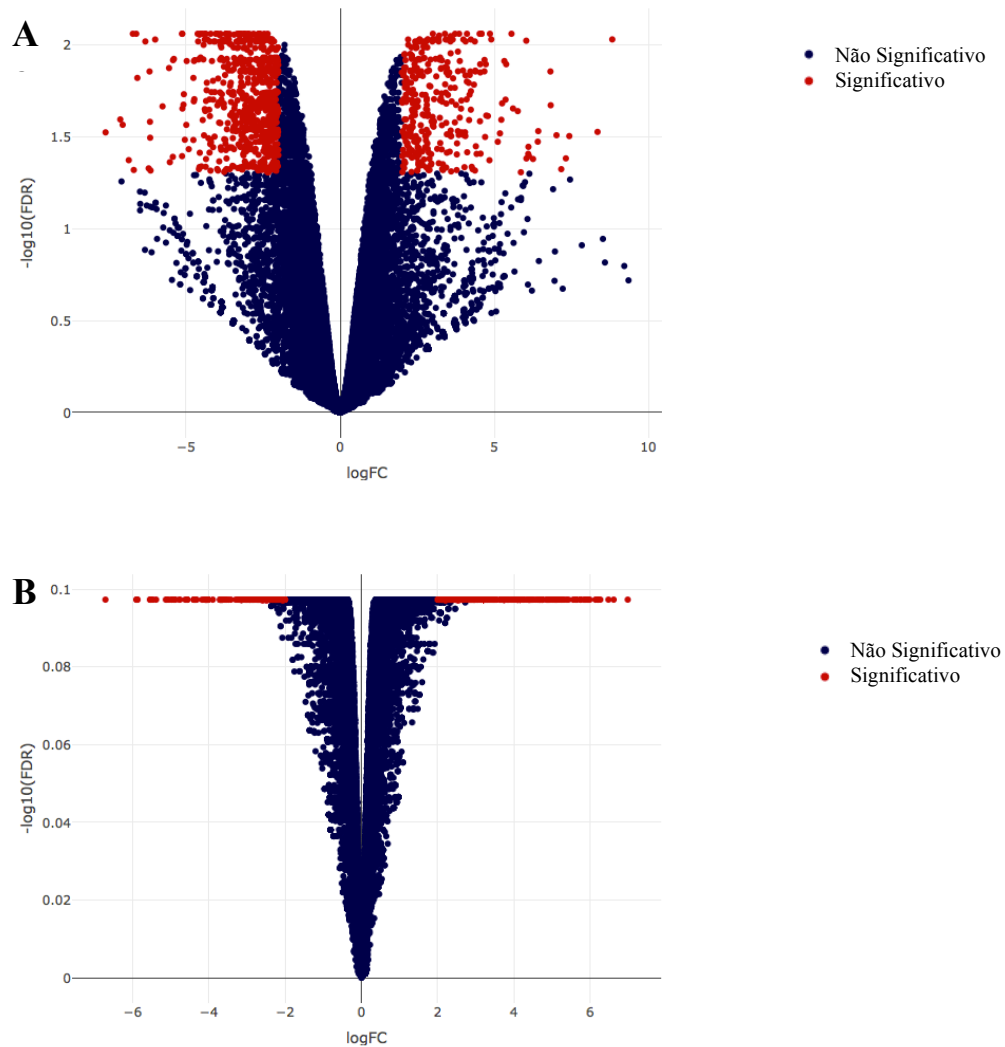 A
2
1.5
1
0.5
0
-log10(FDR)
−5
0
5
10
logFC
Não Significativo
Significativo
B
0.1
0.08
0.06
0.04
0.02
0
-log10(FDR)
−6
−4
−2
0
2
4
6
logFC
Não Significativo
Significativo